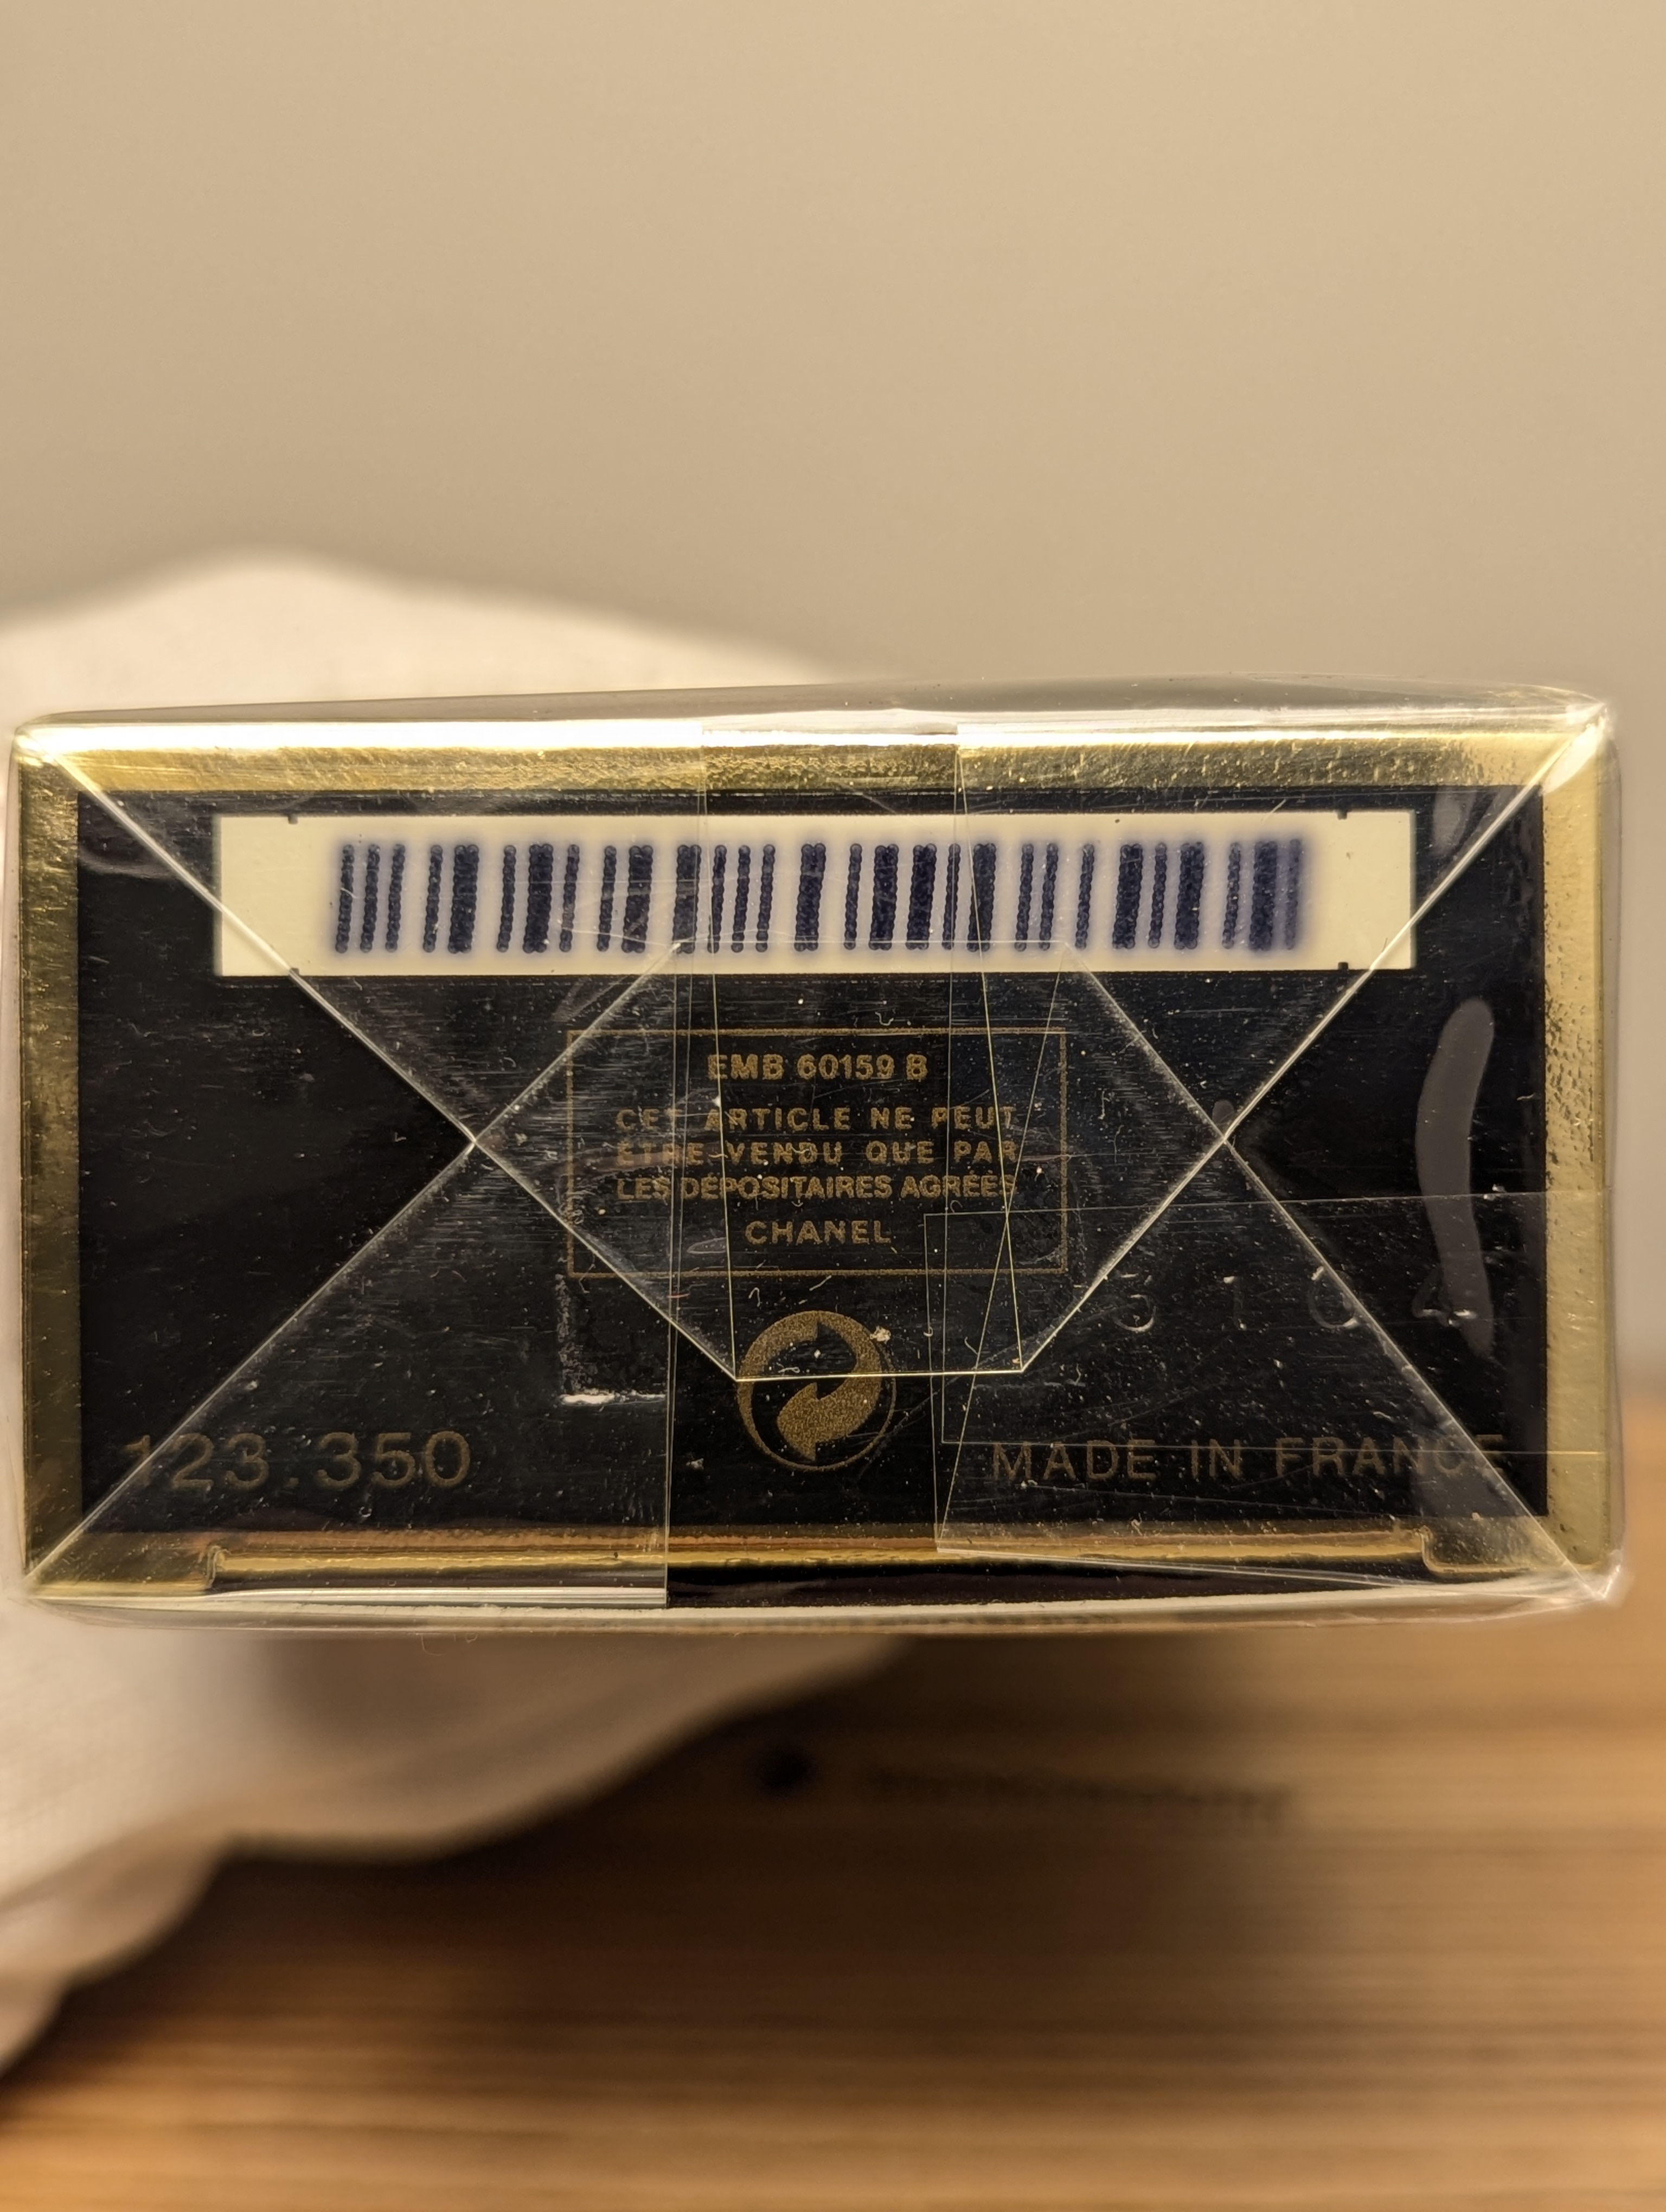 EMB 60159 B
CET ARTICLE NE PEUT
ÊTRE VENDU QUE PAR
LES DÉPOSITAIRES AGRÉÉS
CHANEL
123.350
MADE IN FRANCE